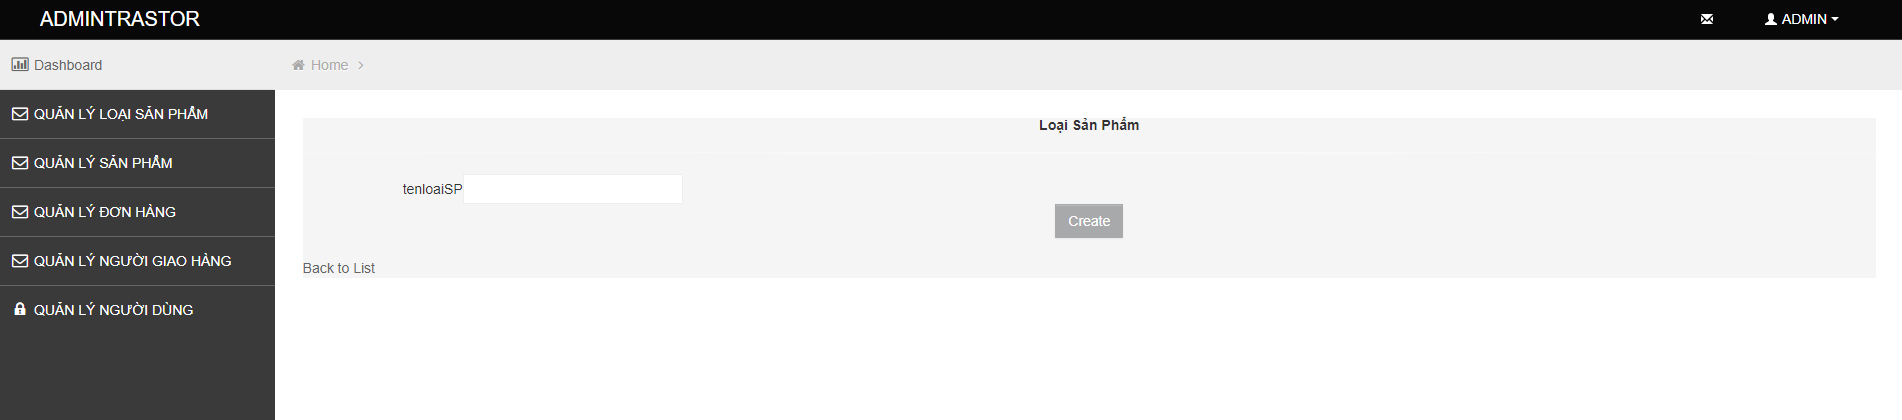 ADMINTRASTOR
ADMIN
Dashboard
Home
QUẢN LÝ LOẠI SẢN PHẨM
QUẢN LÝ SẢN PHẨM
QUẢN LÝ ĐƠN HÀNG
QUẢN LÝ NGƯỜI GIAO HÀNG
QUẢN LÝ NGƯỜI DÙNG
Loại Sản Phẩm
tenloaiSP
Create
Back to List